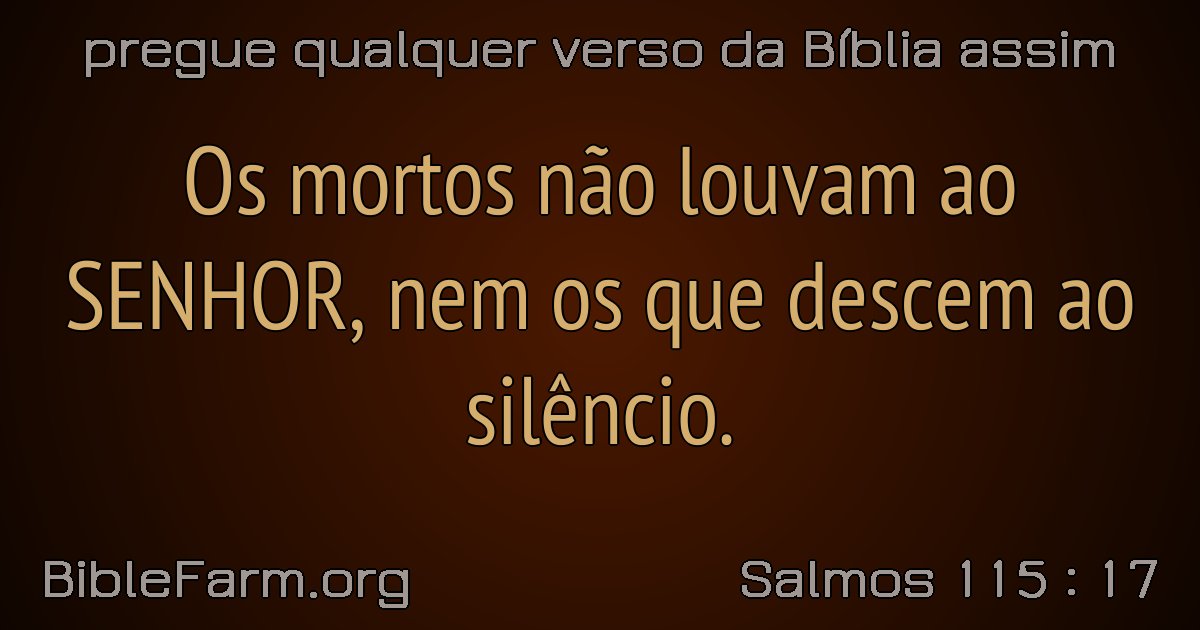 pregue qualquer verso da Bíblia assim
Os mortos não louvam ao
SENHOR, nem os que descem ao
silêncio.
BibleFarm.org
Salmos 115 : 17